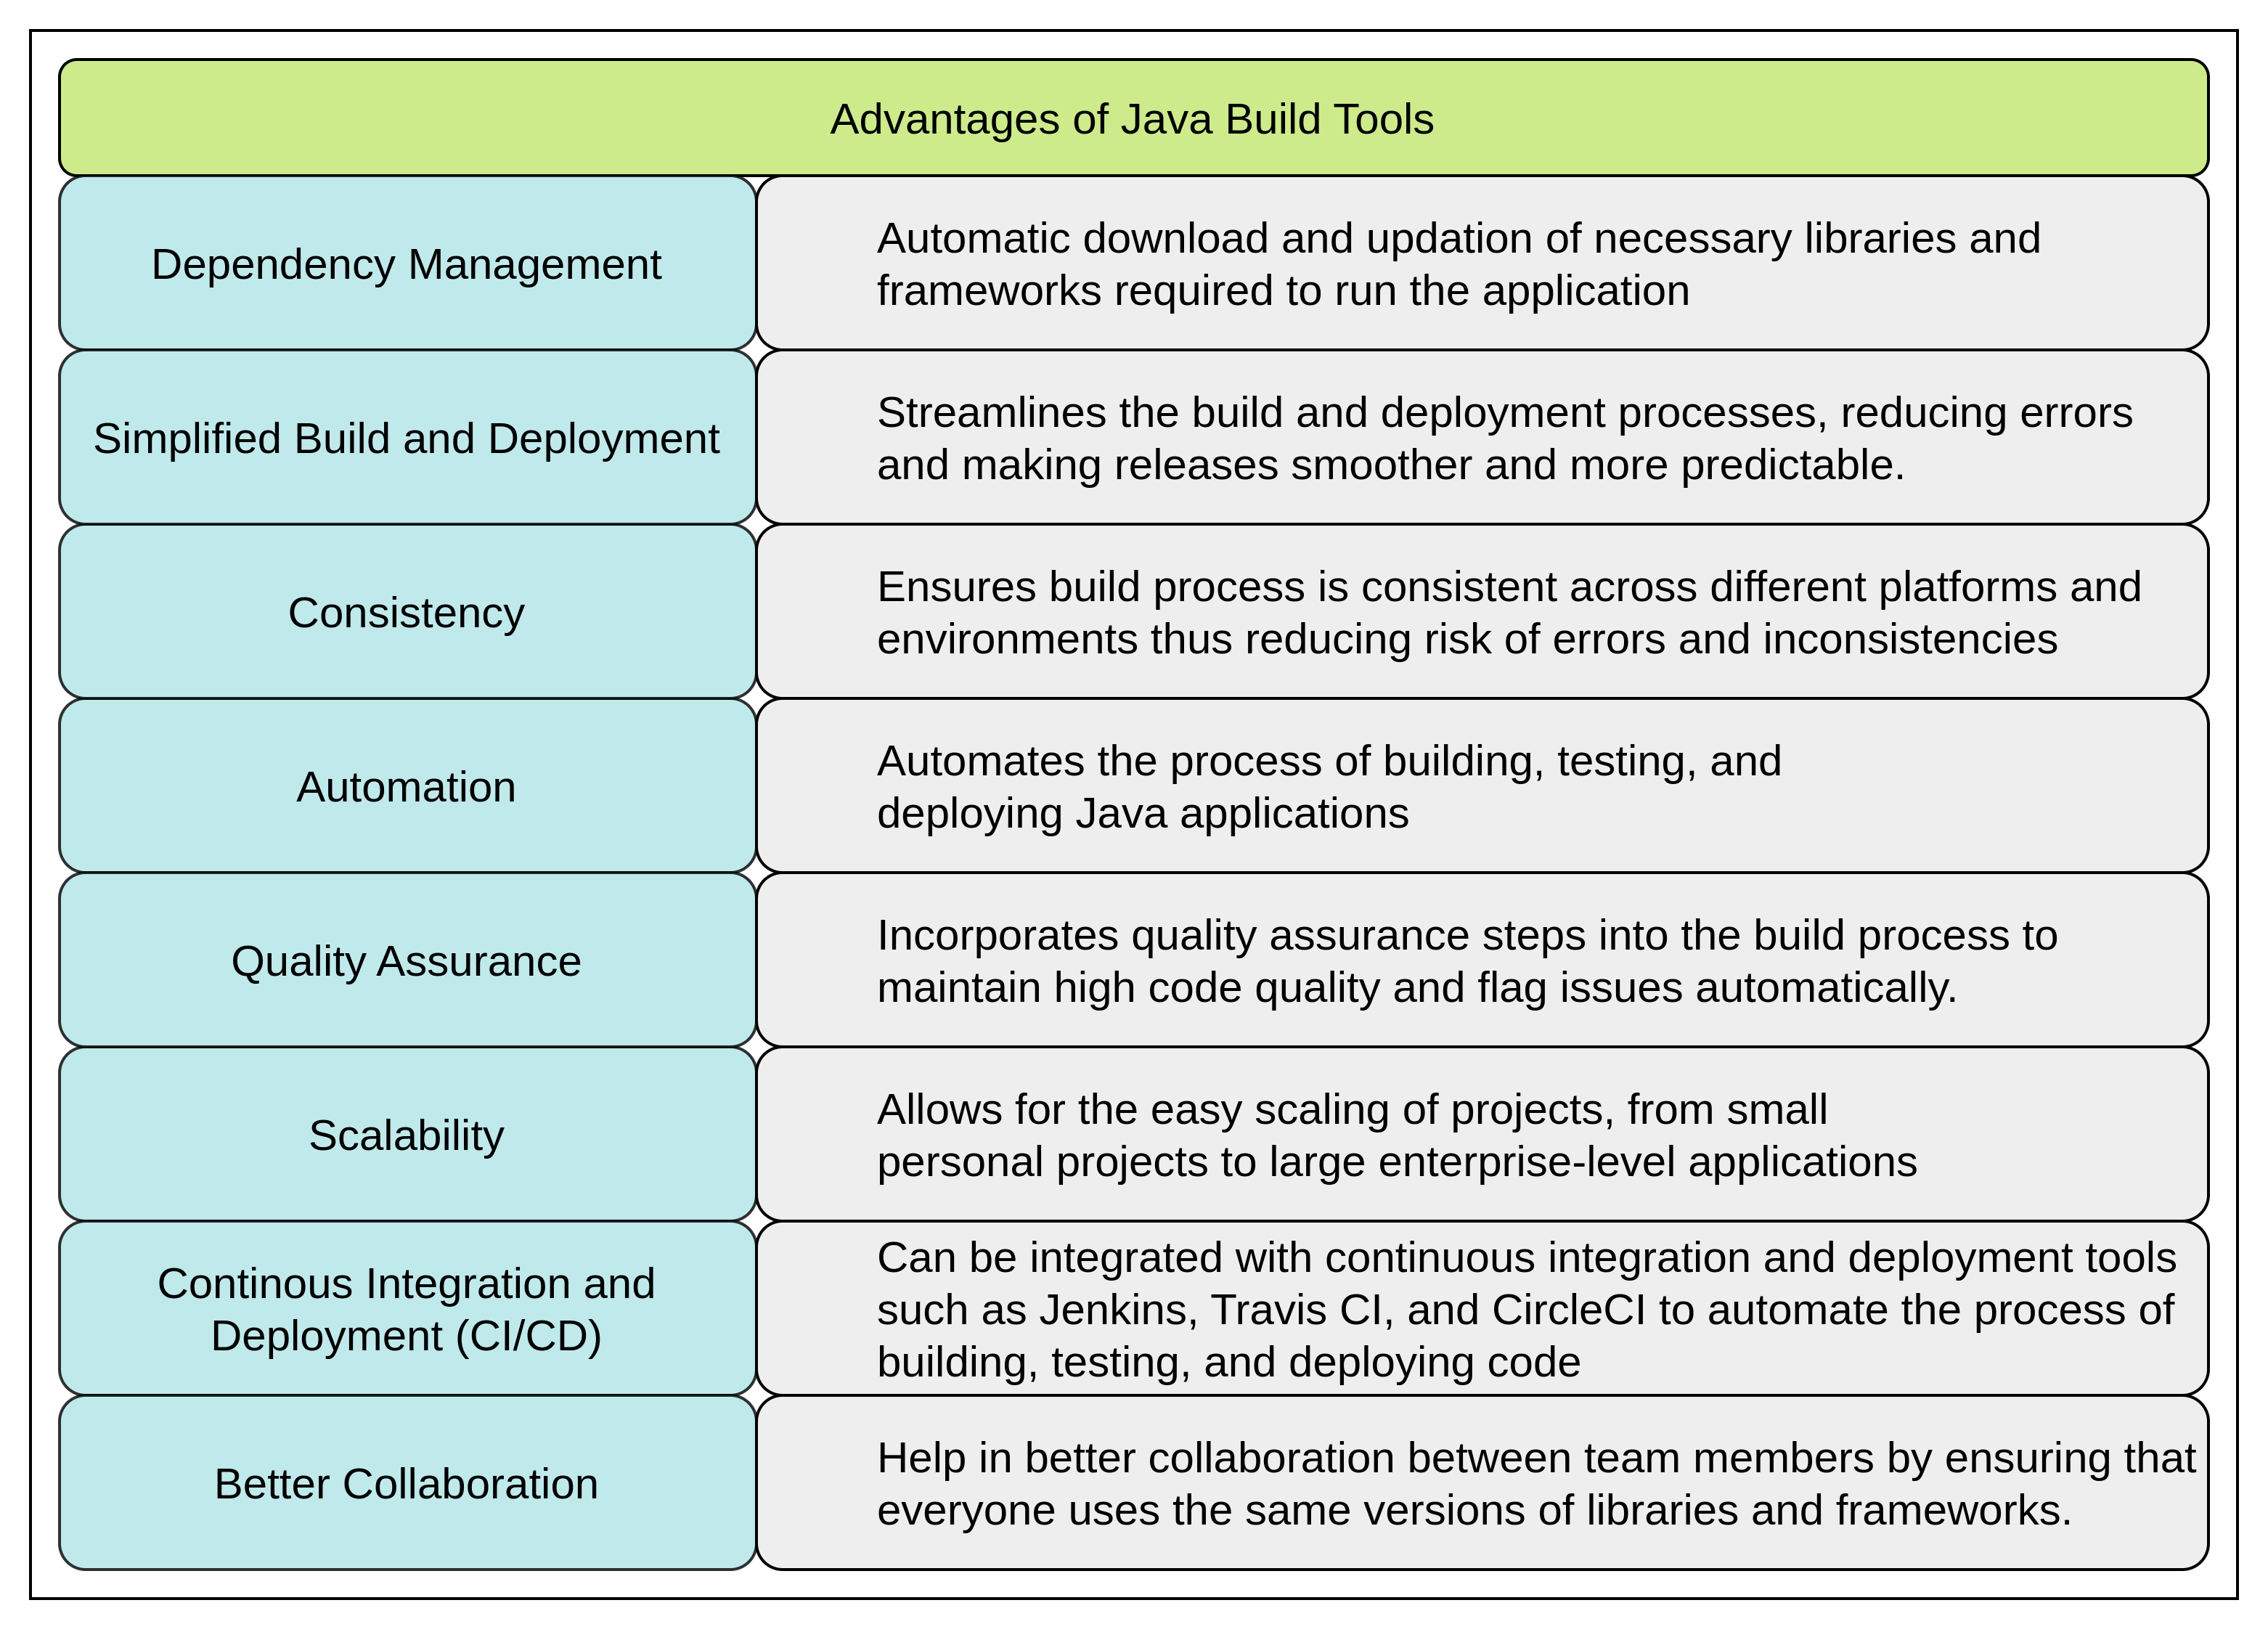 Advantages of Java Build Tools
Dependency Management
Automatic download and updation of necessary libraries and
frameworks required to run the application
Simplified Build and Deployment
Streamlines the build and deployment processes, reducing errors
and making releases smoother and more predictable.
Consistency
Ensures build process is consistent across different platforms and
environments thus reducing risk of errors and inconsistencies
Automation
Automates the process of building, testing, and
deploying Java applications
Quality Assurance
Incorporates quality assurance steps into the build process to
maintain high code quality and flag issues automatically.
Scalability
Allows for the easy scaling of projects, from small
personal projects to large enterprise-level applications
Continous Integration and
Deployment (CI/CD)
Can be integrated with continuous integration and deployment tools
such as Jenkins, Travis CI, and CircleCI to automate the process of
building, testing, and deploying code
Better Collaboration
Help in better collaboration between team members by ensuring that
everyone uses the same versions of libraries and frameworks.